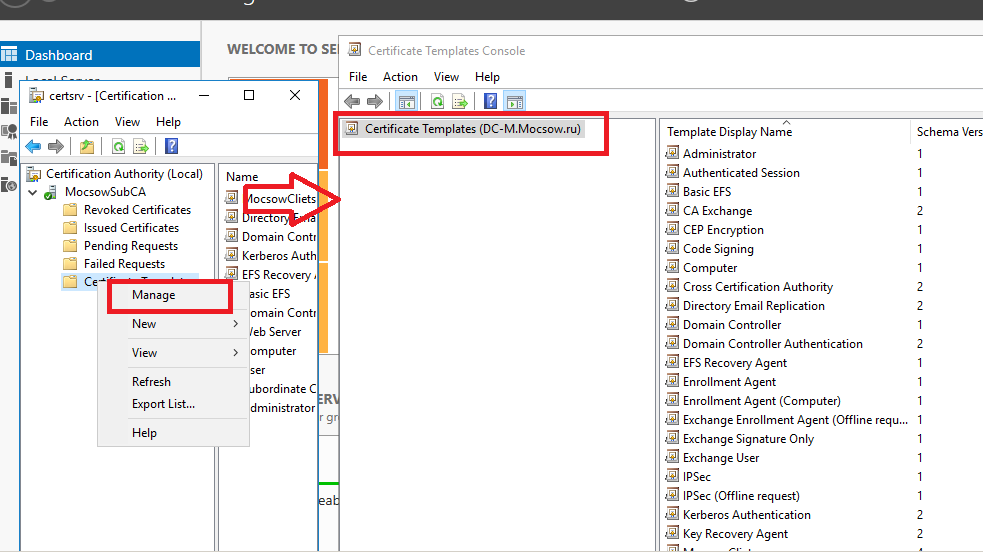 Dashboard
WELCOME TO SE
Certificate Templates Console
File Action View Help
Certificate Templates (DC-M.Mocsow.ru)
Template Display Name
Schema Vers
Administrator 1
Authenticated Session 1
Basic EFS 1
CA Exchange 2
CEP Encryption 1
Code Signing 1
Computer 1
Cross Certification Authority 2
Directory Email Replication 2
Domain Controller 1
Domain Controller Authentication 2
EFS Recovery Agent 1
Enrollment Agent 1
Enrollment Agent (Computer) 1
Exchange Enrollment Agent (Offline requ... 1
Exchange Signature Only 1
Exchange User 1
IPSec 1
IPSec (Offline request) 1
Kerberos Authentication 2
Key Recovery Agent 2
certsrv - [Certification ...
File Action View Help
Certification Authority (Local)
MocsowSubCA
Revoked Certificates
Issued Certificates
Pending Requests
Failed Requests
Name
MocsowCliets
Directory Ema
Domain Contr
Kerberos Auth
EFS Recovery A
asic EFS
omain Contr
eb Server
omputer
ser
ubordinate C
dministrator
Manage
New
View
Refresh
Export List...
Help
ERV
gr
eab